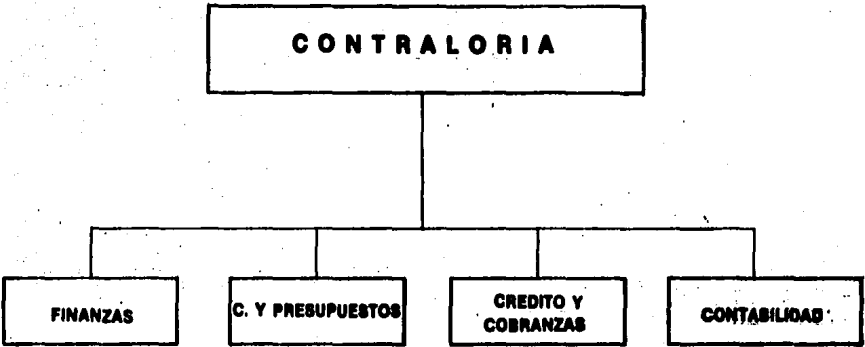 CONTRALORIA
FINANZAS
C. Y PRESUPUESTOS
CREDITO Y
COBRANZAS
CONTABILIDAD